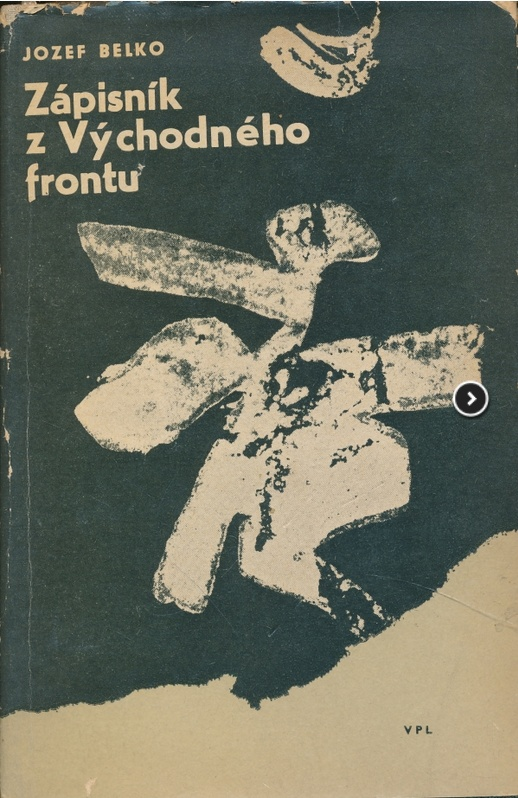 JOZEF BELKO
Zápisník
z Východného
frontu
VPL